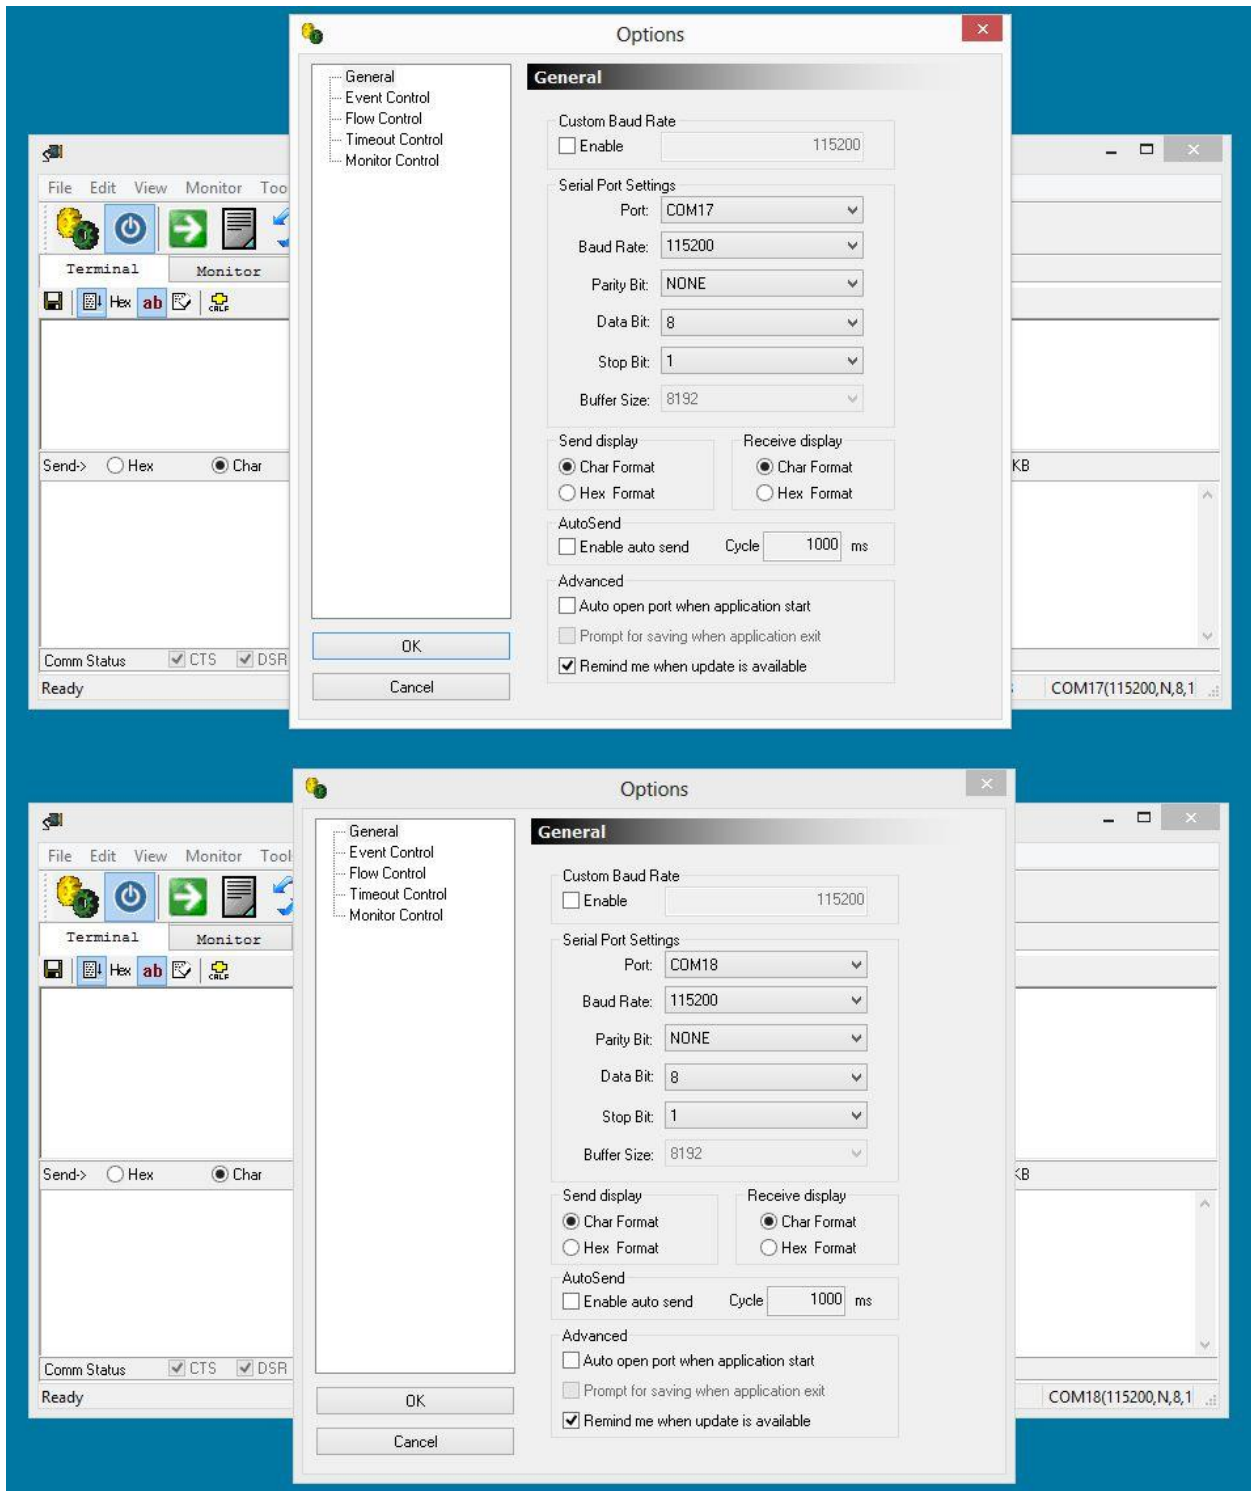 Options
General
Event Control
Flow Control
Timeout Control
Monitor Control
General
Custom Baud Rate
Enable 115200
Serial Port Settings
Port: COM17
Baud Rate: 115200
Parity Bit: NONE
Data Bit: 8
Stop Bit: 1
Buffer Size: 8192
Send display Receive display
Char Format Char Format
Hex Format Hex Format
AutoSend
Enable auto send Cycle 1000 ms
Advanced
Auto open port when application start
Prompt for saving when application exit
Remind me when update is available
OK
Cancel
File Edit View Monitor Too
Terminal Monitor
Hex ab CRLF
Send-> Hex Char KB
Comm Status CTS DSR
Ready COM17(115200,N,8,1
Options
General
Event Control
Flow Control
Timeout Control
Monitor Control
General
Custom Baud Rate
Enable 115200
Serial Port Settings
Port: COM18
Baud Rate: 115200
Parity Bit: NONE
Data Bit: 8
Stop Bit: 1
Buffer Size: 8192
Send display Receive display
Char Format Char Format
Hex Format Hex Format
AutoSend
Enable auto send Cycle 1000 ms
Advanced
Auto open port when application start
Prompt for saving when application exit
Remind me when update is available
OK
Cancel
File Edit View Monitor Tool
Terminal Monitor
Hex ab CRLF
Send-> Hex Char KB
Comm Status CTS DSR
Ready COM18(115200,N,8,1